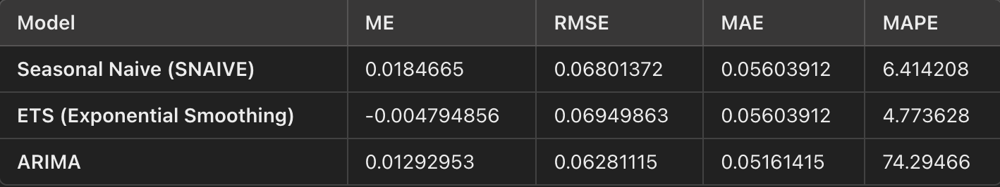 Model ME RMSE MAE MAPE
Seasonal Naive (SNAIVE) 0.0184665 0.06801372 0.05603912 6.414208
ETS (Exponential Smoothing) -0.004794856 0.06949863 0.05603912 4.773628
ARIMA 0.01292953 0.06281115 0.05161415 74.29466